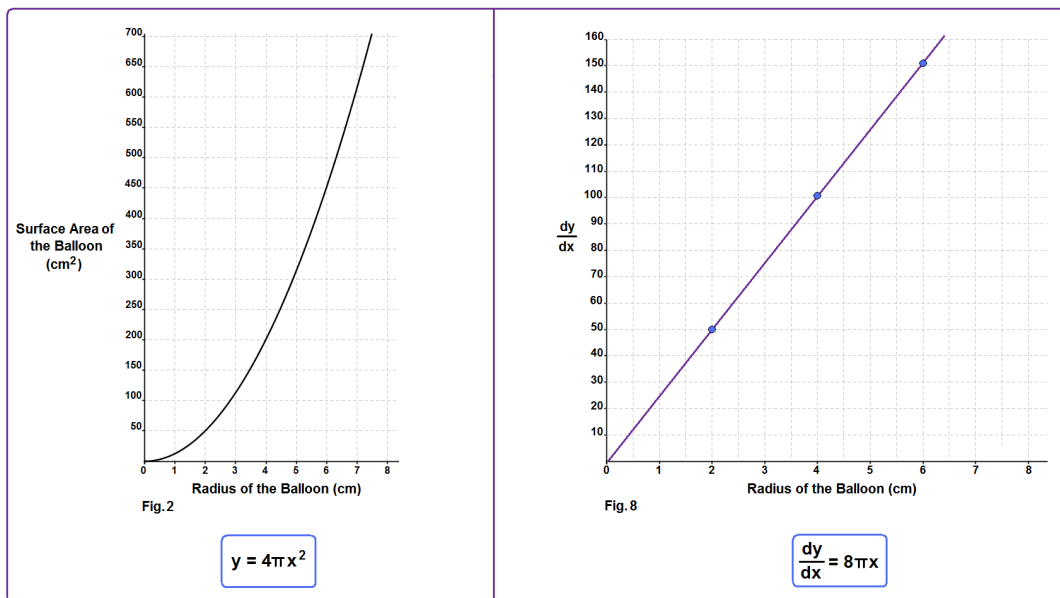 700
650
600
550
500
450
400
350
300
250
200
150
100
50
Surface Area of
the Balloon
(cm²)
0 1 2 3 4 5 6 7 8
Radius of the Balloon (cm)
Fig. 2
y = 4πx²
160
150
140
130
120
110
100
90
80
70
60
50
40
30
20
10
dy
dx
0 1 2 3 4 5 6 7 8
Radius of the Balloon (cm)
Fig. 8
dy
dx = 8πx